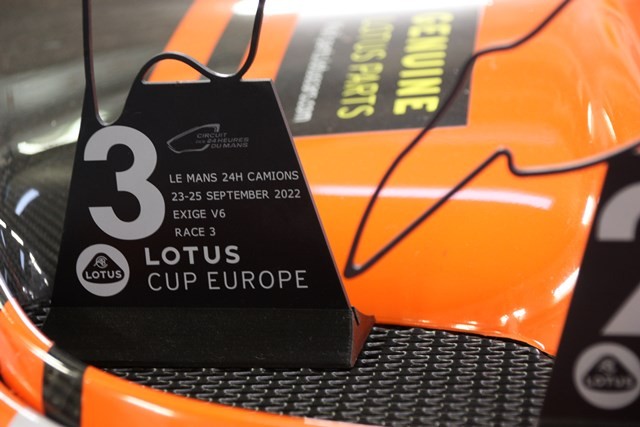 GENUINE
LOTUS PARTS
3
CIRCUIT
DES 24 HEURES
DU MANS
LE MANS 24H CAMIONS
23-25 SEPTEMBER 2022
EXIGE V6
RACE 3
LOTUS
LOTUS
CUP EUROPE
2
LOTUS